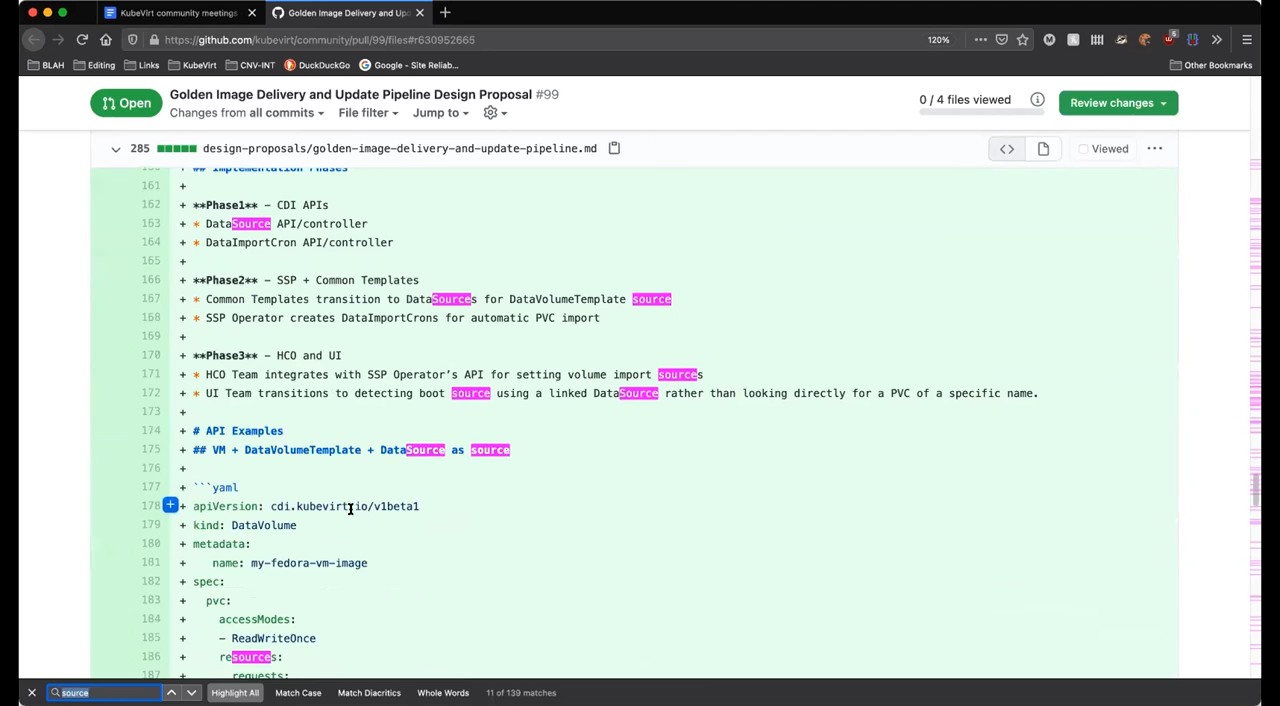 KubeVirt community meetings
Golden Image Delivery and Upd
https://github.com/kubevirt/community/pull/99/files#r630952665
120%
5
BLAH
Editing
Links
KubeVirt
CNV-INT
DuckDuckGo
Google - Site Reliab...
Other Bookmarks
Open
Golden Image Delivery and Update Pipeline Design Proposal #99
Changes from all commits
File filter
Jump to
0 / 4 files viewed
Review changes
285
design-proposals/golden-image-delivery-and-update-pipeline.md
Viewed
+ ## Implementation Phases
161 +
162 + **Phase1** - CDI APIs
163 + * DataSource API/controller
164 + * DataImportCron API/controller
165 +
166 + **Phase2** - SSP + Common Templates
167 + * Common Templates transition to DataSources for DataVolumeTemplate source
168 + * SSP Operator creates DataImportCrons for automatic PVC import
169 +
170 + **Phase3** - HCO and UI
171 + * HCO Team integrates with SSP Operator's API for setting volume import sources
172 + * UI Team transitions to detecting boot source using a linked DataSource rather than looking directly for a PVC of a specific name.
173 +
174 + # API Examples
175 + ## VM + DataVolumeTemplate + DataSource as source
176 +
177 + ```yaml
178 + apiVersion: cdi.kubevirt.io/v1beta1
179 + kind: DataVolume
180 + metadata:
181 + name: my-fedora-vm-image
182 + spec:
183 + pvc:
184 + accessModes:
185 + - ReadWriteOnce
186 + resources:
187 + requests:
source
Highlight All
Match Case
Match Diacritics
Whole Words
11 of 139 matches